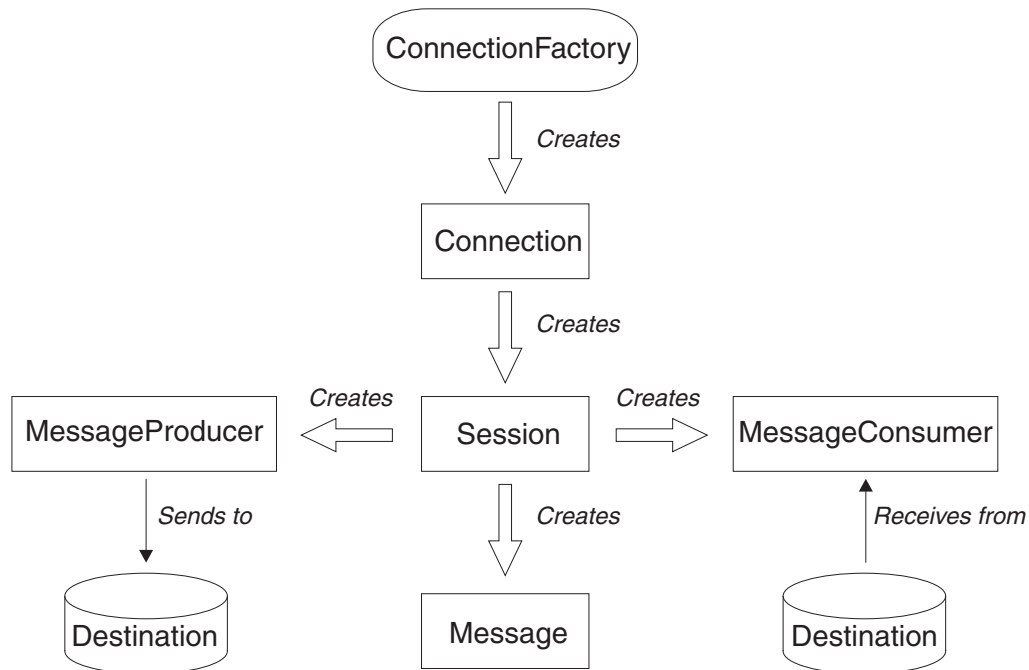 ConnectionFactory
Creates
Connection
Creates
Creates
Creates
MessageProducer
Session
MessageConsumer
Sends to
Creates
Receives from
Destination
Message
Destination